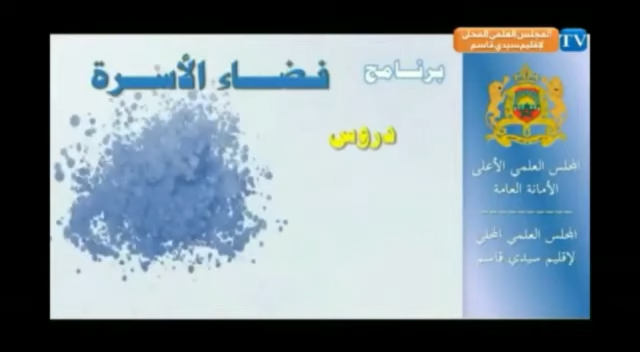 المجلس العلمي المحلي
لإقليم سيدي قاسم
TV
برنامج
فضاء الأسرة
دروس
المجلس العلمي الأعلى
الأمانة العامة
المجلس العلمي المحلي
لإقليم سيدي قاسم